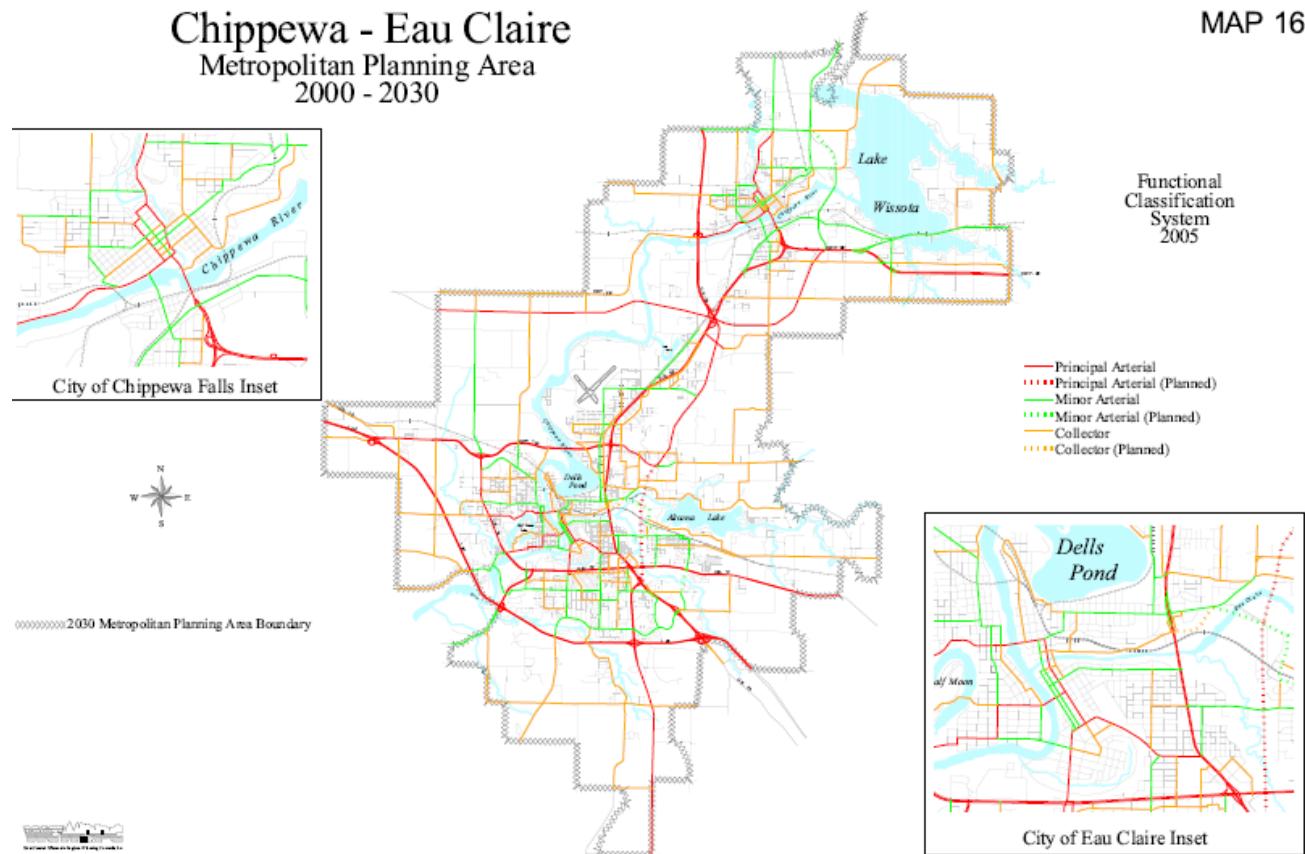 Chippewa - Eau Claire
Metropolitan Planning Area
2000 - 2030
MAP 16
Chippewa River
City of Chippewa Falls Inset
Lake
Wissota
Functional
Classification
System
2005
Principal Arterial
Principal Arterial (Planned)
Minor Arterial
Minor Arterial (Planned)
Collector
Collector (Planned)
N
W
E
S
Dells
Pond
Altoona Lake
2030 Metropolitan Planning Area Boundary
Dells
Pond
alf Moon
City of Eau Claire Inset